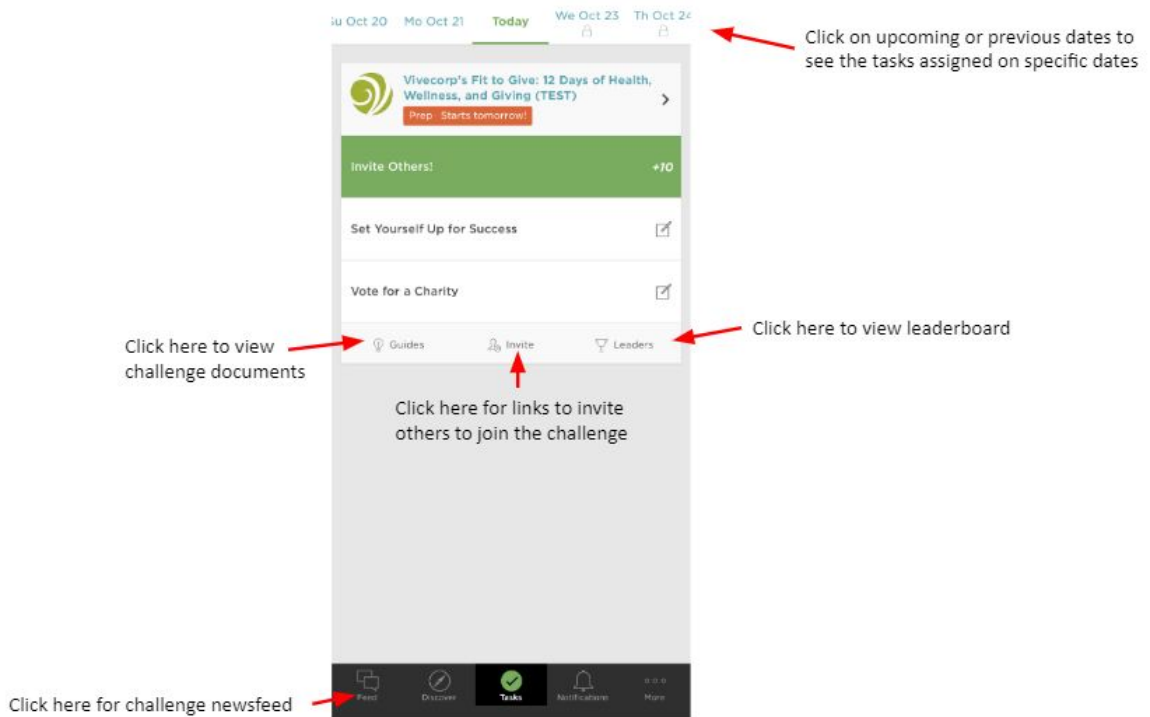 u Oct 20 Mo Oct 21 Today We Oct 23 Th Oct 24
Click on upcoming or previous dates to
see the tasks assigned on specific dates
Vivecorp's Fit to Give: 12 Days of Health,
Wellness, and Giving (TEST)
Prep Starts tomorrow!
Invite Others! +10
Set Yourself Up for Success
Vote for a Charity
Click here to view
challenge documents
Guides Invite Leaders
Click here to view leaderboard
Click here for links to invite
others to join the challenge
Click here for challenge newsfeed
Feed Discover Tasks Notifications More